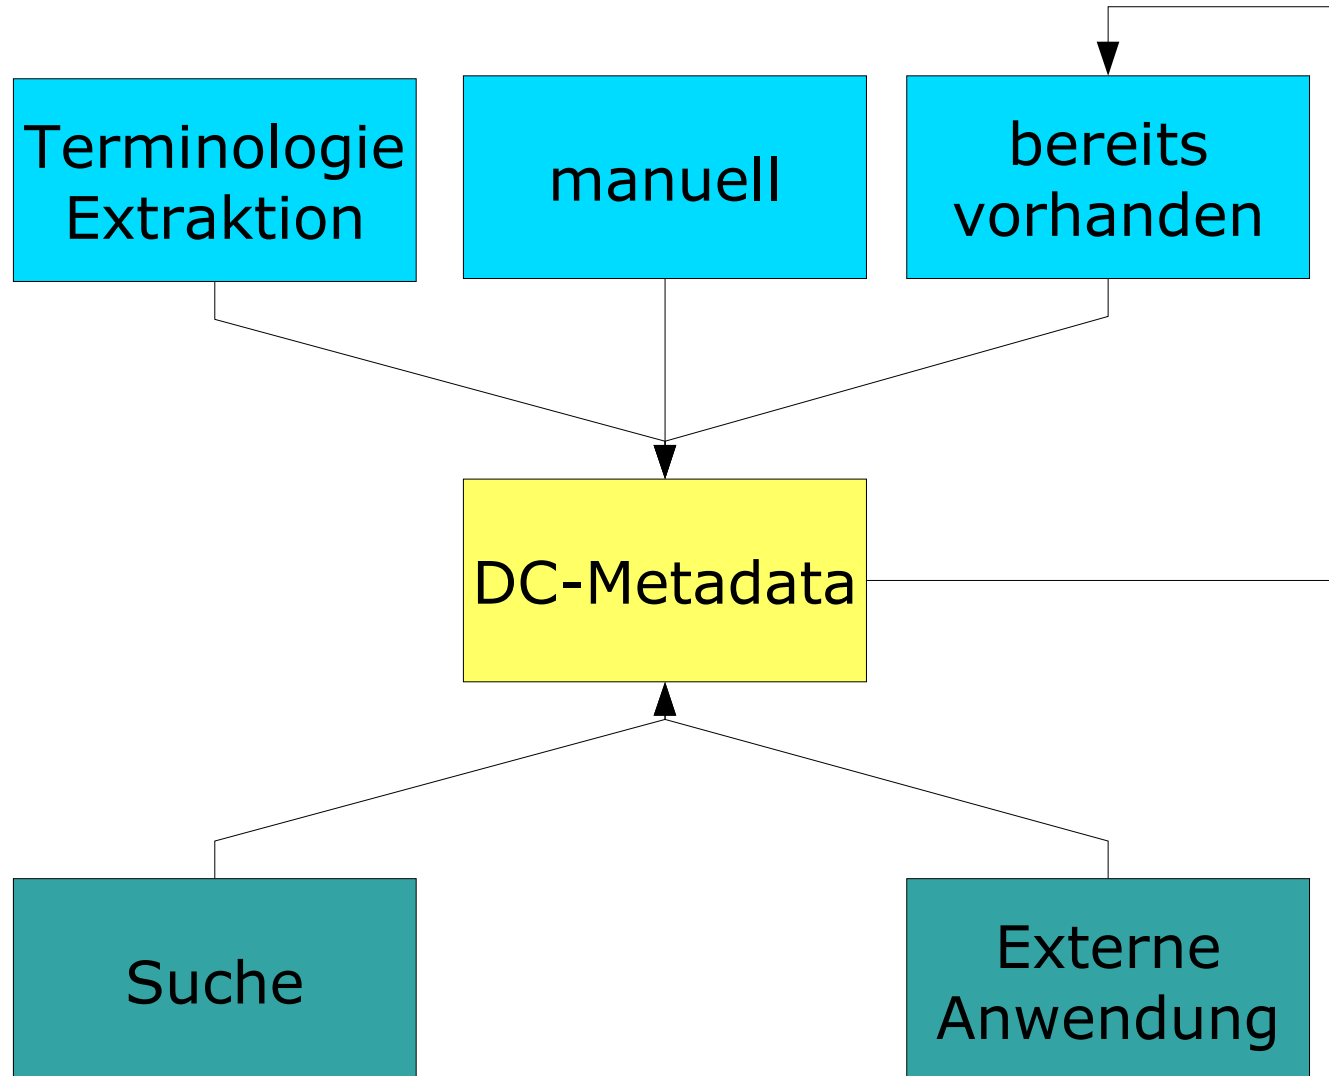 Terminologie
Extraktion
manuell
bereits
vorhanden
DC-Metadata
Suche
Externe
Anwendung